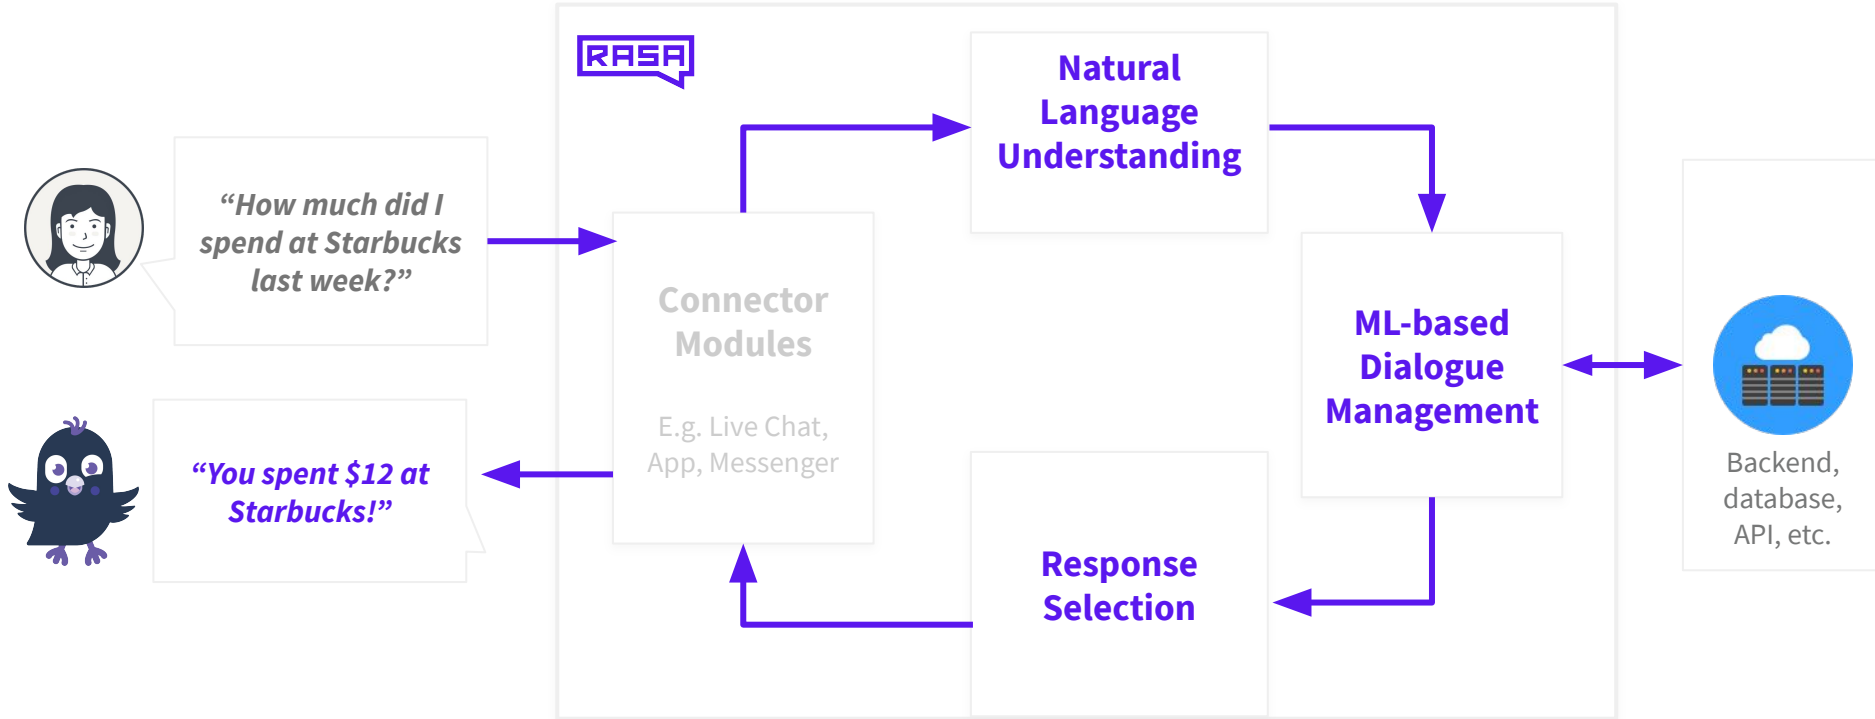 RASA
Natural
Language
Understanding
“How much did I
spend at Starbucks
last week?”
Connector
Modules
E.g. Live Chat,
App, Messenger
ML-based
Dialogue
Management
Backend,
database,
API, etc.
“You spent $12 at
Starbucks!”
Response
Selection